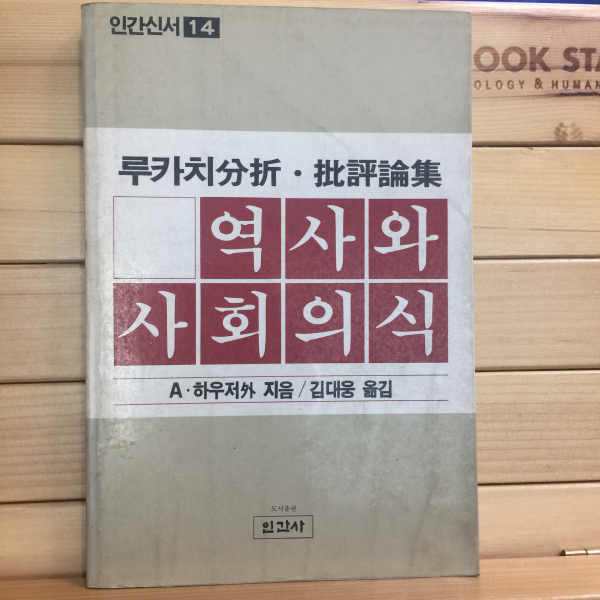 인간신서 14
루카치分折·批評論集
역사와
사회의식
A·하우저外 지음/김대웅 옮김
도서출판
인간사
OOK STA
OLOGY & HUMAN